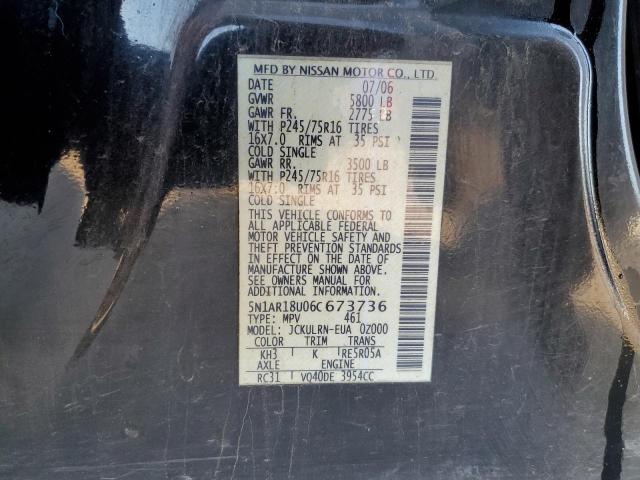 MFD BY NISSAN MOTOR CO., LTD.
DATE 07/06
GVWR 5800 LB
GAWR FR. 2775 LB
WITH P245/75R16 TIRES
16X7.0 RIMS AT 35 PSI
COLD SINGLE
GAWR RR. 3500 LB
WITH P245/75R16 TIRES
16X7.0 RIMS AT 35 PSI
COLD SINGLE
THIS VEHICLE CONFORMS TO
ALL APPLICABLE FEDERAL
MOTOR VEHICLE SAFETY AND
THEFT PREVENTION STANDARDS
IN EFFECT ON THE DATE OF
MANUFACTURE SHOWN ABOVE.
SEE OWNERS MANUAL FOR
ADDITIONAL INFORMATION.
5N1AR18U06C673736
TYPE: MPV 461
MODEL: JCKULRN-EUA 0Z000
COLOR TRIM TRANS
KH3 K RE5R05A
AXLE ENGINE
RC31 VQ40DE 3954CC